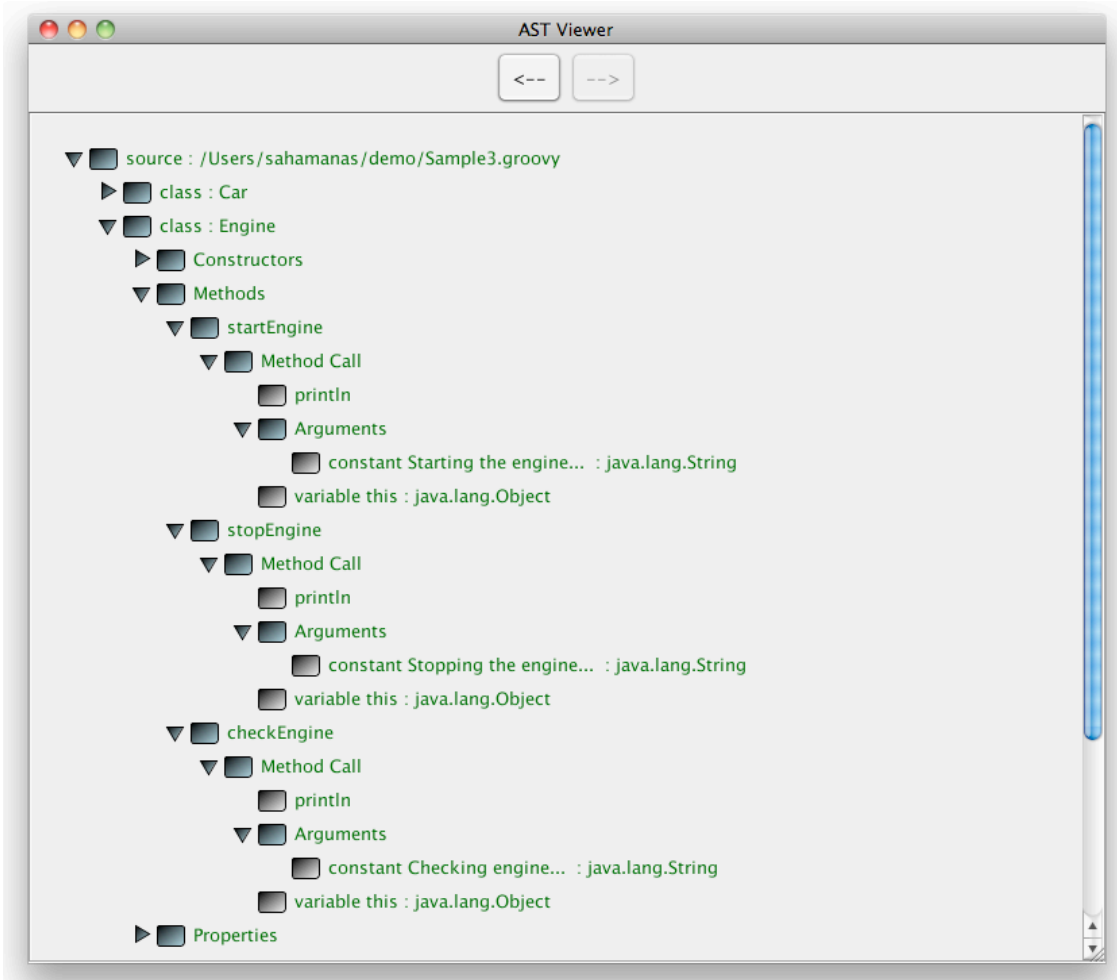 AST Viewer
<-- -->
source : /Users/sahamanas/demo/Sample3.groovy
class : Car
class : Engine
Constructors
Methods
startEngine
Method Call
println
Arguments
constant Starting the engine... : java.lang.String
variable this : java.lang.Object
stopEngine
Method Call
println
Arguments
constant Stopping the engine... : java.lang.String
variable this : java.lang.Object
checkEngine
Method Call
println
Arguments
constant Checking engine... : java.lang.String
variable this : java.lang.Object
Properties